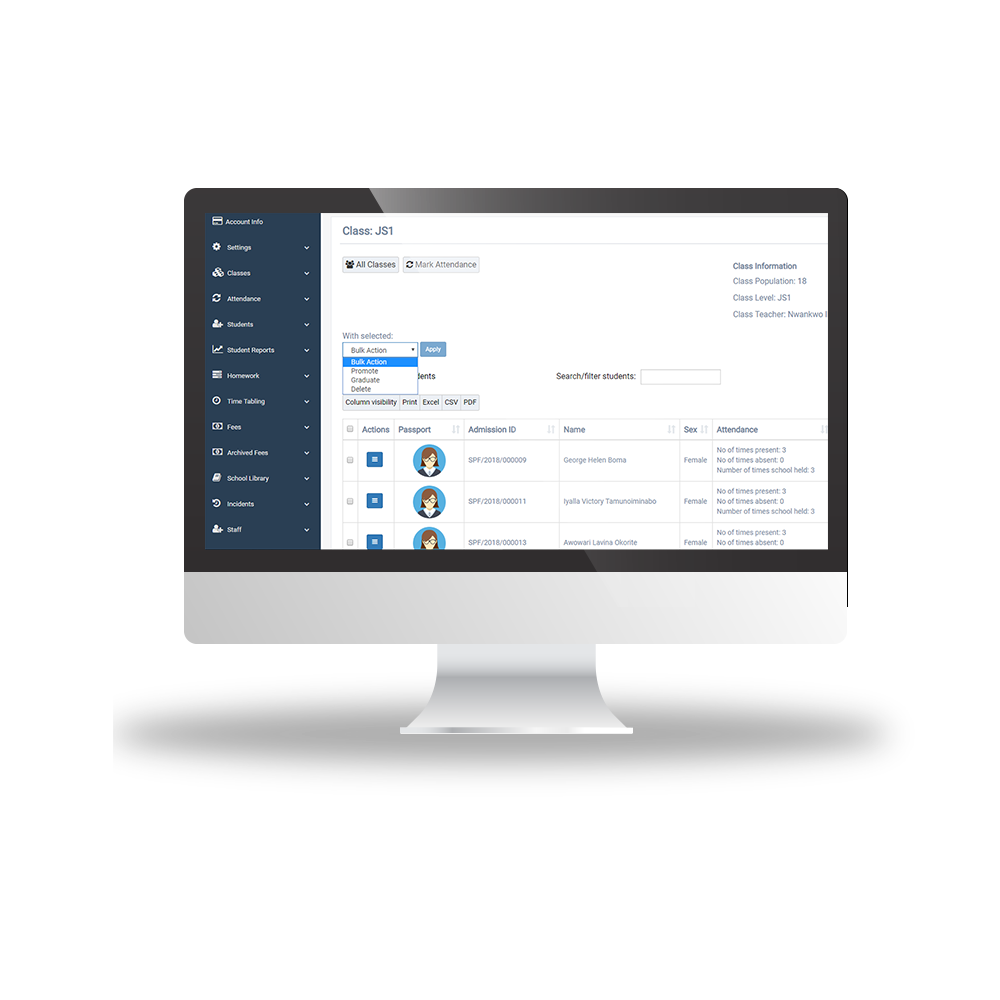 Account Info
Settings
Classes
Attendance
Students
Student Reports
Homework
Time Tabling
Fees
Archived Fees
School Library
Incidents
Staff
Class: JS1
All Classes Mark Attendance
Class Information
Class Population: 18
Class Level: JS1
Class Teacher: Nwankwo
With selected:
Bulk Action Apply
Bulk Action
Promote
Graduate
Delete
dents Search/filter students:
Column visibility Print Excel CSV PDF
Actions Passport Admission ID Name Sex Attendance
SPF/2018/000009 George Helen Boma Female No of times present: 3
No of times absent: 0
Number of times school held: 3
SPF/2018/000011 Iyalla Victory Tamunoiminabo Female No of times present: 3
No of times absent: 0
Number of times school held: 3
SPF/2018/000013 Awowari Lavina Okorite Female No of times present: 3
No of times absent: 0